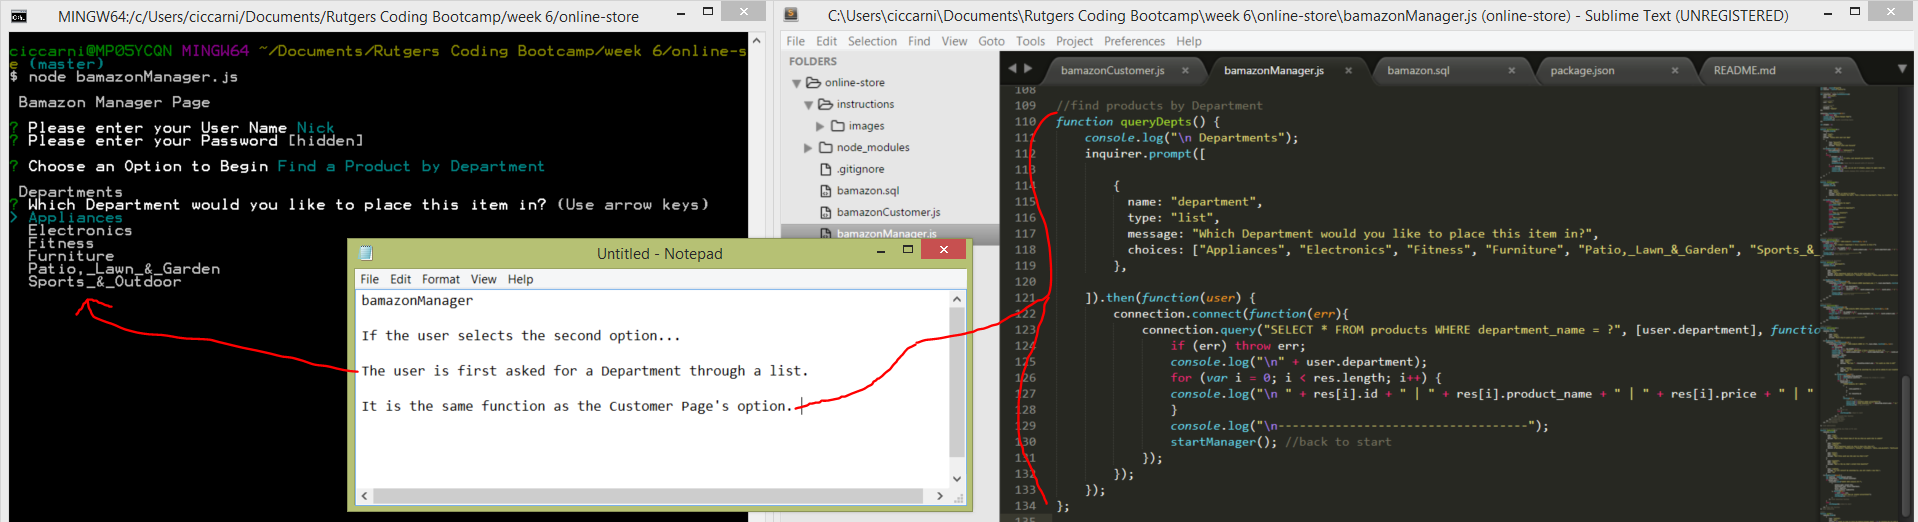 MINGW64:/c/Users/ciccarni/Documents/Rutgers Coding Bootcamp/week 6/online-store
ciccarni@MP05YCQN MINGW64 ~/Documents/Rutgers Coding Bootcamp/week 6/online-s
e (master)
$ node bamazonManager.js
Bamazon Manager Page
? Please enter your User Name Nick
? Please enter your Password [hidden]
? Choose an Option to Begin Find a Product by Department
Departments
? Which Department would you like to place this item in? (Use arrow keys)
> Appliances
Electronics
Fitness
Furniture
Patio,_Lawn_&_Garden
Sports_&_Outdoor
Untitled - Notepad
File Edit Format View Help
bamazonManager
If the user selects the second option...
The user is first asked for a Department through a list.
It is the same function as the Customer Page's option.
C:\Users\ciccarni\Documents\Rutgers Coding Bootcamp\week 6\online-store\bamazonManager.js (online-store) - Sublime Text (UNREGISTERED)
File Edit Selection Find View Goto Tools Project Preferences Help
FOLDERS
online-store
instructions
images
node_modules
.gitignore
bamazon.sql
bamazonCustomer.js
bamazonManager.js
bamazonCustomer.js bamazonManager.js bamazon.sql package.json README.md
108
109 //find products by Department
110 function queryDepts() {
111 console.log("\n Departments");
112 inquirer.prompt([
113
114 {
115 name: "department",
116 type: "list",
117 message: "Which Department would you like to place this item in?",
118 choices: ["Appliances", "Electronics", "Fitness", "Furniture", "Patio,_Lawn_&_Garden", "Sports_&_
119 },
120
121 ]).then(function(user) {
122 connection.connect(function(err){
123 connection.query("SELECT * FROM products WHERE department_name = ?", [user.department], functio
124 if (err) throw err;
125 console.log("\n" + user.department);
126 for (var i = 0; i < res.length; i++) {
127 console.log("\n " + res[i].id + " | " + res[i].product_name + " | " + res[i].price + " | "
128 }
129 console.log("\n-----------------------------------");
130 startManager(); //back to start
131 });
132 });
133 });
134 };
135